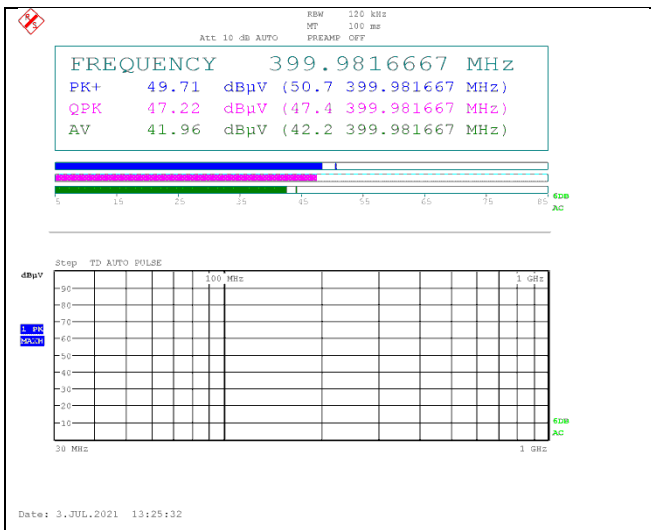 RBW 120 kHz
MT 100 ms
Att 10 dB AUTO PREAMP OFF
FREQUENCY 399.9816667 MHz
PK+ 49.71 dBµV (50.7 399.981667 MHz)
QPK 47.22 dBµV (47.4 399.981667 MHz)
AV 41.96 dBµV (42.2 399.981667 MHz)
5 15 25 35 45 55 65 75 85
6DB
AC
Step TD AUTO PULSE
dBµV
100 MHz 1 GHz
90
80
70
1 PK
MAXH
60
50
40
30
20
10
6DB
AC
30 MHz 1 GHz
Date: 3.JUL.2021 13:25:32